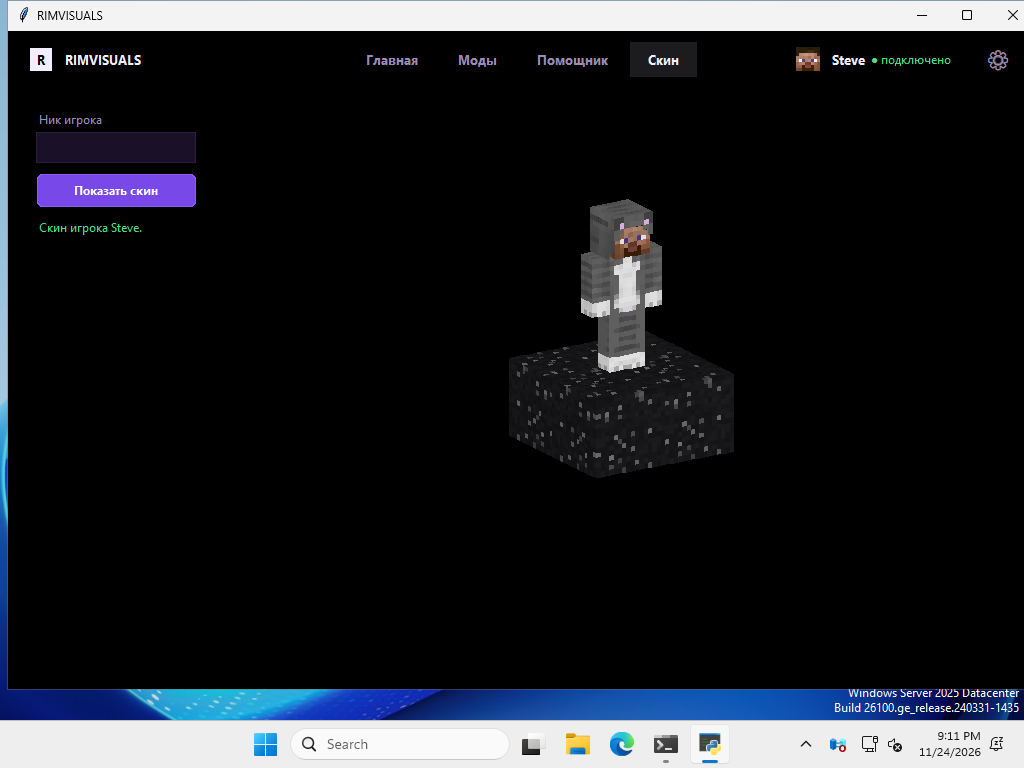 RIMVISUALS
R RIMVISUALS Главная Моды Помощник Скин Steve подключено
Ник игрока
Показать скин
Скин игрока Steve.
Windows Server 2025 Datacenter
Build 26100.ge_release.240331-1435
Search
9:11 PM
11/24/2026